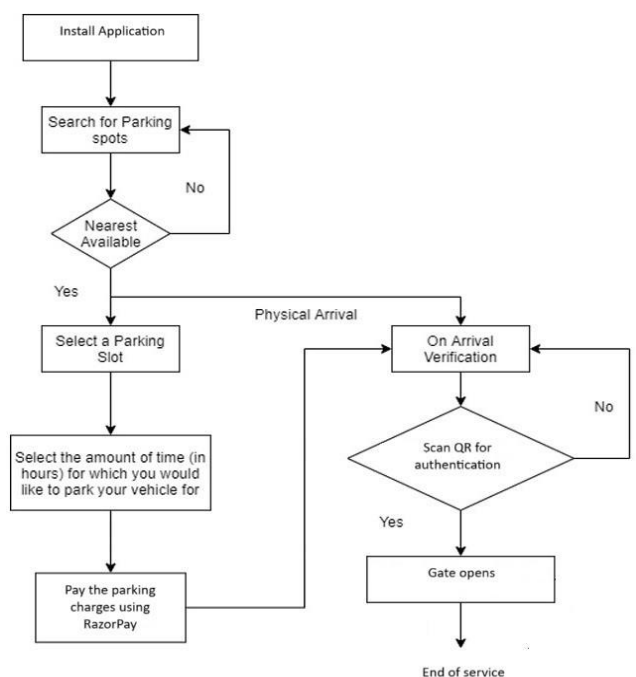 Install Application
Search for Parking
spots
No
Nearest
Available
Yes
Physical Arrival
Select a Parking
Slot
On Arrival
Verification
No
Select the amount of time (in
hours) for which you would
like to park your vehicle for
Scan QR for
authentication
Yes
Pay the parking
charges using
RazorPay
Gate opens
End of service